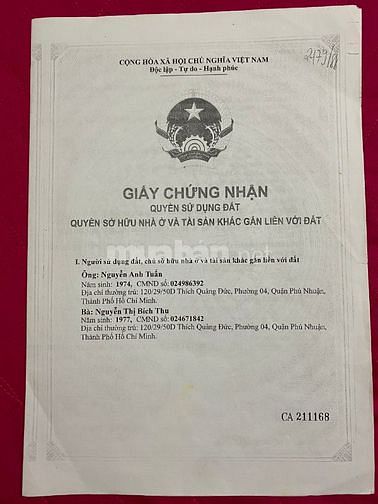 CỘNG HÒA XÃ HỘI CHỦ NGHĨA VIỆT NAM
Độc lập - Tự do - Hạnh phúc
GIẤY CHỨNG NHẬN
QUYỀN SỬ DỤNG ĐẤT
QUYỀN SỞ HỮU NHÀ Ở VÀ TÀI SẢN KHÁC GẮN LIỀN VỚI ĐẤT
I. Người sử dụng đất, chủ sở hữu nhà ở và tài sản khác gắn liền với đất
Ông: Nguyễn Anh Tuấn
Năm sinh: 1974, CMND số: 024986392
Địa chỉ thường trú: 120/29/50D Thích Quảng Đức, Phường 04, Quận Phú Nhuận,
Thành Phố Hồ Chí Minh.
Bà: Nguyễn Thị Bích Thu
Năm sinh: 1977, CMND số: 024671842
Địa chỉ thường trú: 120/29/50D Thích Quảng Đức, Phường 04, Quận Phú Nhuận,
Thành Phố Hồ Chí Minh.
CA 211168